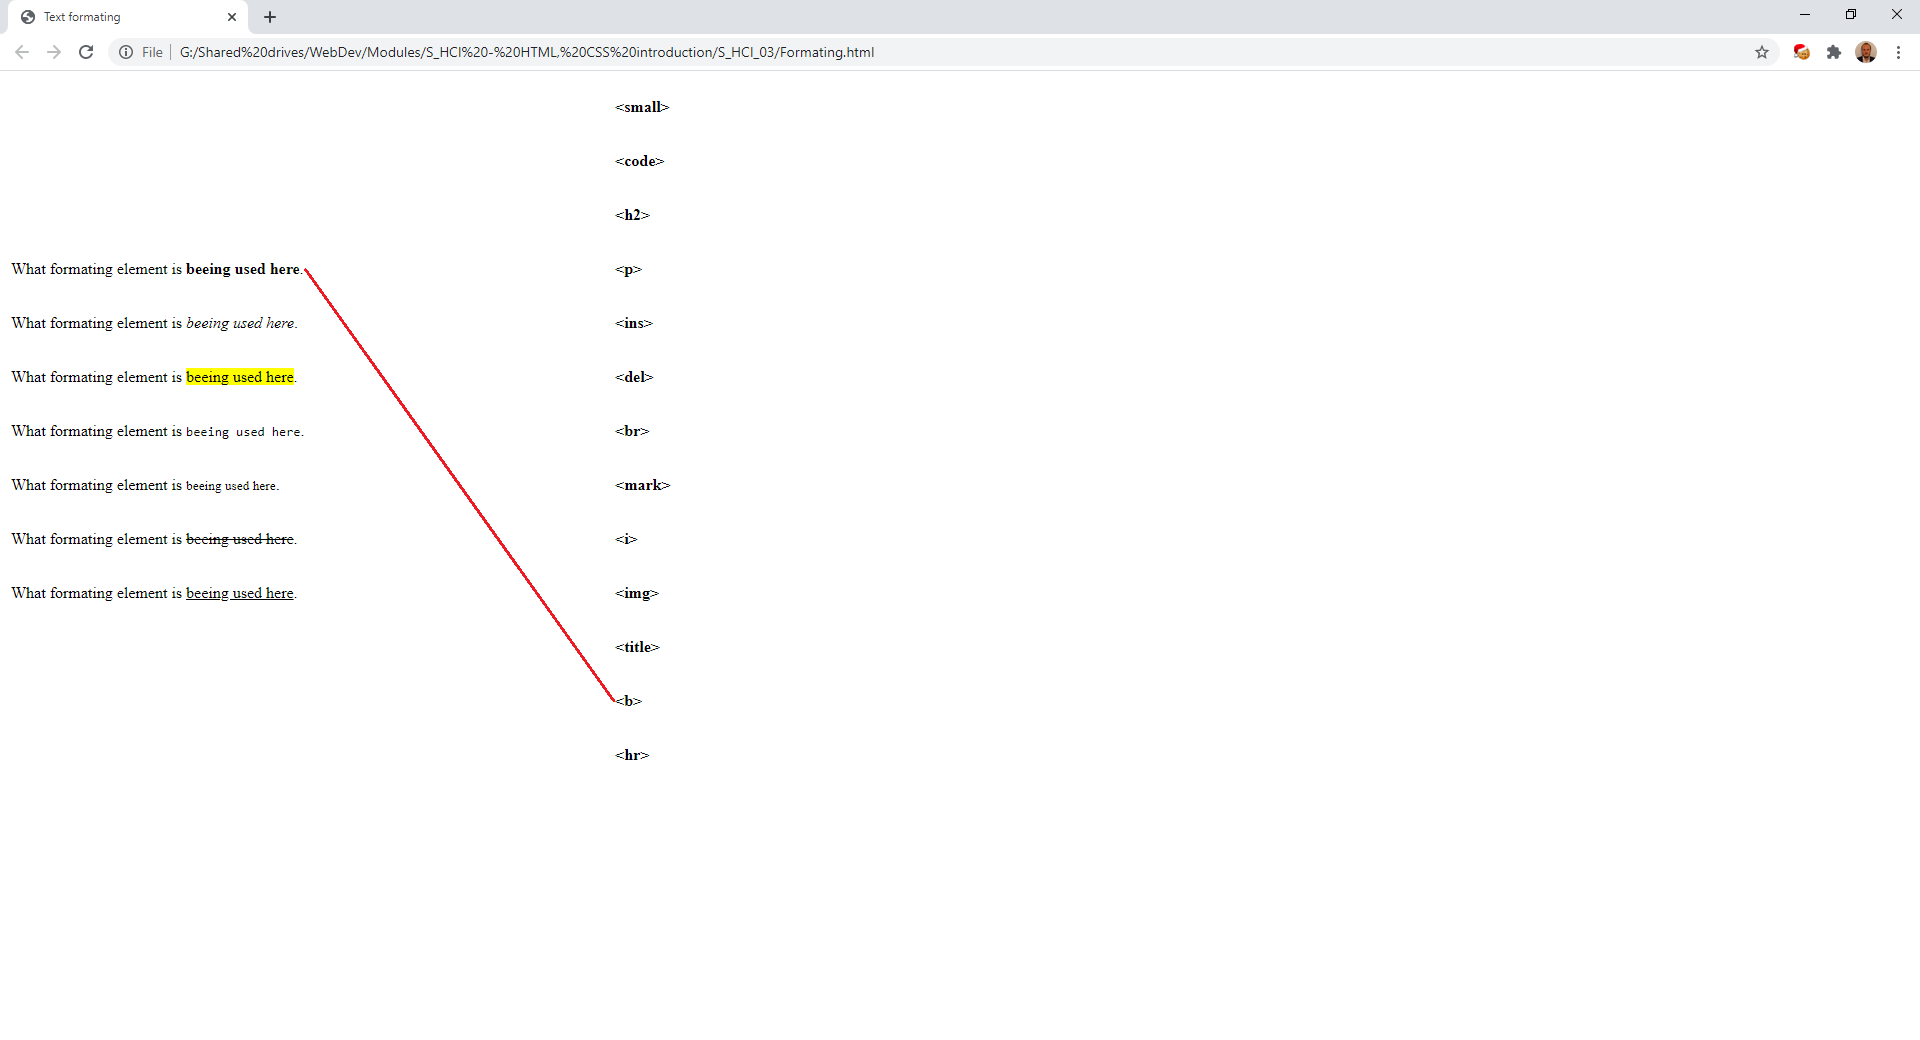 Text formating
File G:/Shared%20drives/WebDev/Modules/S_HCI%20-%20HTML,%20CSS%20introduction/S_HCI_03/Formating.html
<small>
<code>
<h2>
What formating element is beeing used here. <p>
What formating element is beeing used here. <ins>
What formating element is beeing used here. <del>
What formating element is beeing used here. <br>
What formating element is beeing used here. <mark>
What formating element is beeing used here. <i>
What formating element is beeing used here. <img>
<title>
<b>
<hr>